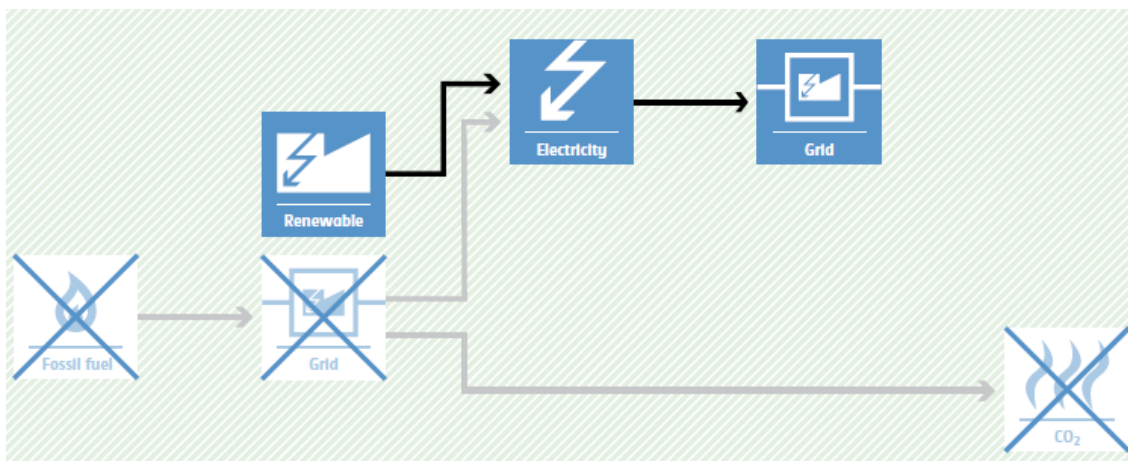 Electricity
Grid
Renewable
Fossil fuel
Grid
CO₂